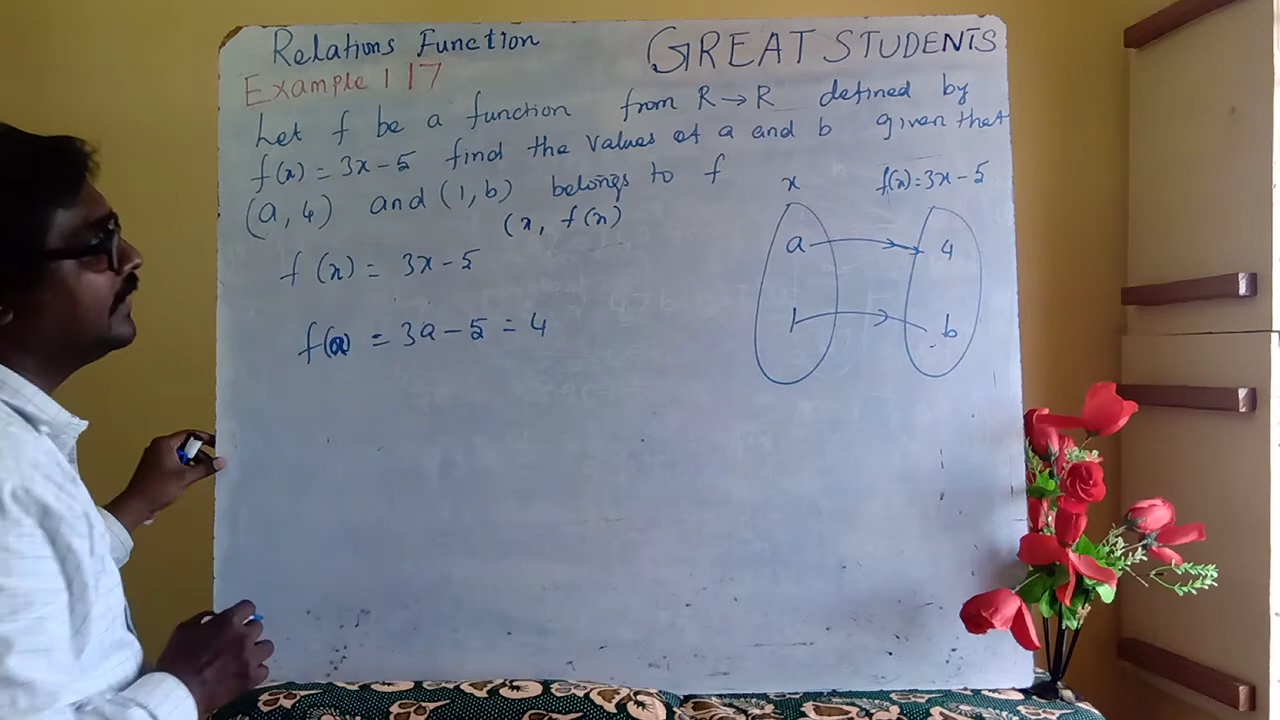 Relations Function
GREAT STUDENTS
Example 1 17
Let f be a function from R→R defined by
f(x) = 3x-5 find the values of a and b given that
(a, 4) and (1, b) belongs to f
(x, f(x)
f(x) = 3x-5
f(a) = 3a-5 = 4
x f(x)=3x-5
a 4
1 b